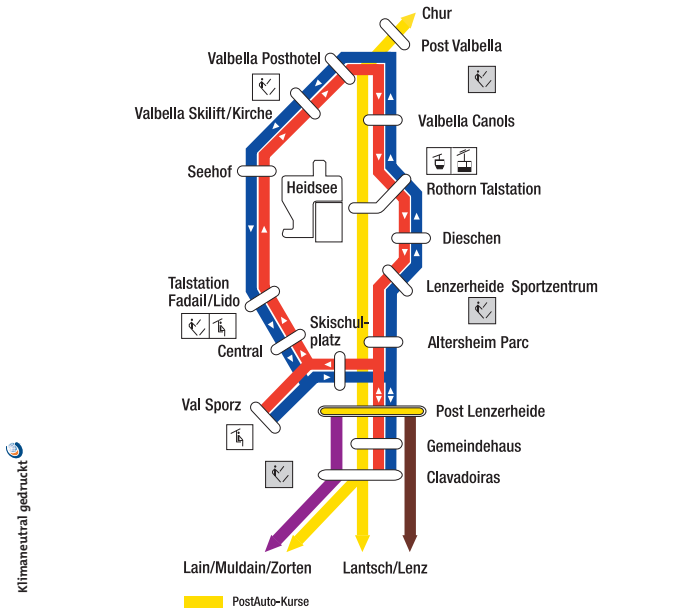 Chur
Post Valbella
Valbella Posthotel
Valbella Skilift/Kirche
Valbella Canols
Seehof
Heidsee
Rothorn Talstation
Dieschen
Talstation
Fadail/Lido
Lenzerheide Sportzentrum
Skischul-
platz
Central
Altersheim Parc
Val Sporz
Post Lenzerheide
Gemeindehaus
Clavadoiras
Lain/Muldain/Zorten
Lantsch/Lenz
PostAuto-Kurse
Klimaneutral gedruckt